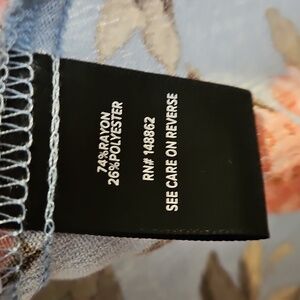 74%RAYON
26%POLYESTER
RN# 148862
SEE CARE ON REVERSE